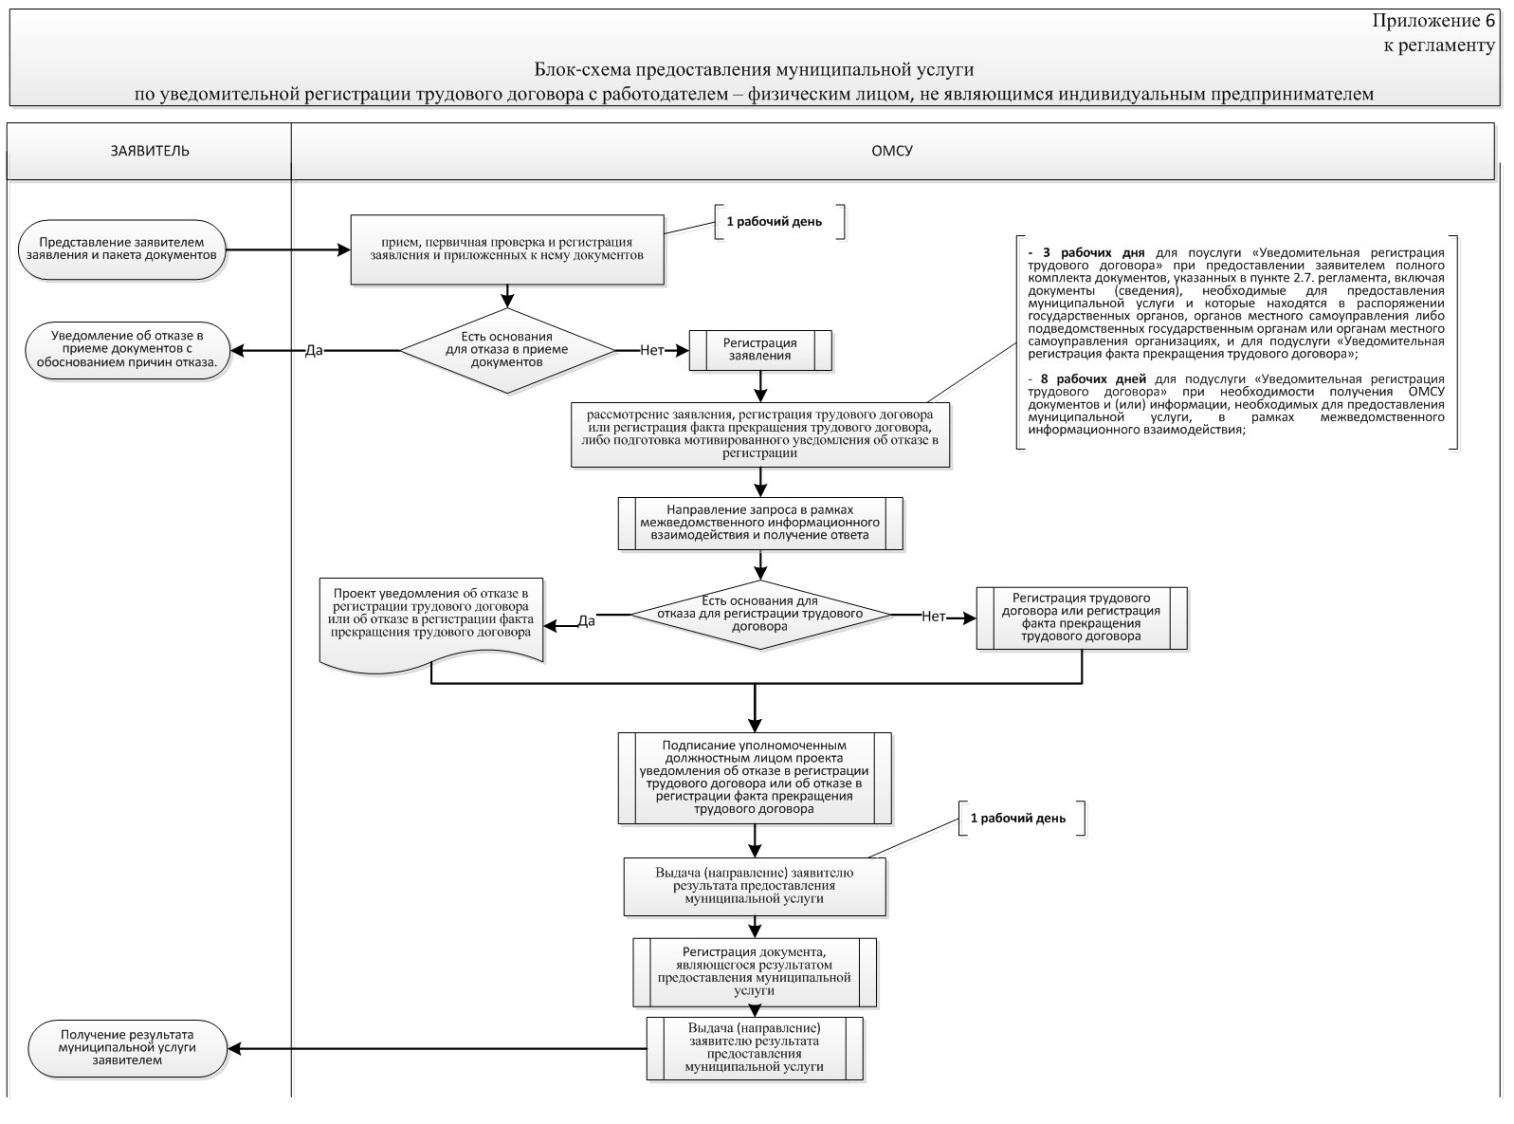 Приложение 6
к регламенту
Блок-схема предоставления муниципальной услуги
по уведомительной регистрации трудового договора с работодателем – физическим лицом, не являющимся индивидуальным предпринимателем
ЗАЯВИТЕЛЬ
ОМСУ
Представление заявителем
заявления и пакета документов
прием, первичная проверка и регистрация
заявления и приложенных к нему документов
1 рабочий день
- 3 рабочих дня для поуслуги «Уведомительная регистрация
трудового договора» при предоставлении заявителем полного
комплекта документов, указанных в пункте 2.7. регламента, включая
документы (сведения), необходимые для предоставления
муниципальной услуги и которые находятся в распоряжении
государственных органов, органов местного самоуправления либо
подведомственных государственным органам или органам местного
самоуправления организациях, и для подуслуги «Уведомительная
регистрация факта прекращения трудового договора»;
- 8 рабочих дней для подуслуги «Уведомительная регистрация
трудового договора» при необходимости получения ОМСУ
документов и (или) информации, необходимых для предоставления
муниципальной услуги, в рамках межведомственного
информационного взаимодействия;
Уведомление об отказе в
приеме документов с
обоснованием причин отказа.
Да
Есть основания
для отказа в приеме
документов
Нет
Регистрация
заявления
рассмотрение заявления, регистрация трудового договора
или регистрация факта прекращения трудового договора,
либо подготовка мотивированного уведомления об отказе в
регистрации
Направление запроса в рамках
межведомственного информационного
взаимодействия и получение ответа
Проект уведомления об отказе в
регистрации трудового договора
или об отказе в регистрации факта
прекращения трудового договора
Да
Есть основания для
отказа для регистрации трудового
договора
Нет
Регистрация трудового
договора или регистрация
факта прекращения
трудового договора
Подписание уполномоченным
должностным лицом проекта
уведомления об отказе в регистрации
трудового договора или об отказе в
регистрации факта прекращения
трудового договора
1 рабочий день
Выдача (направление) заявителю
результата предоставления
муниципальной услуги
Регистрация документа,
являющегося результатом
предоставления муниципальной
услуги
Получение результата
муниципальной услуги
заявителем
Выдача (направление)
заявителю результата
предоставления
муниципальной услуги